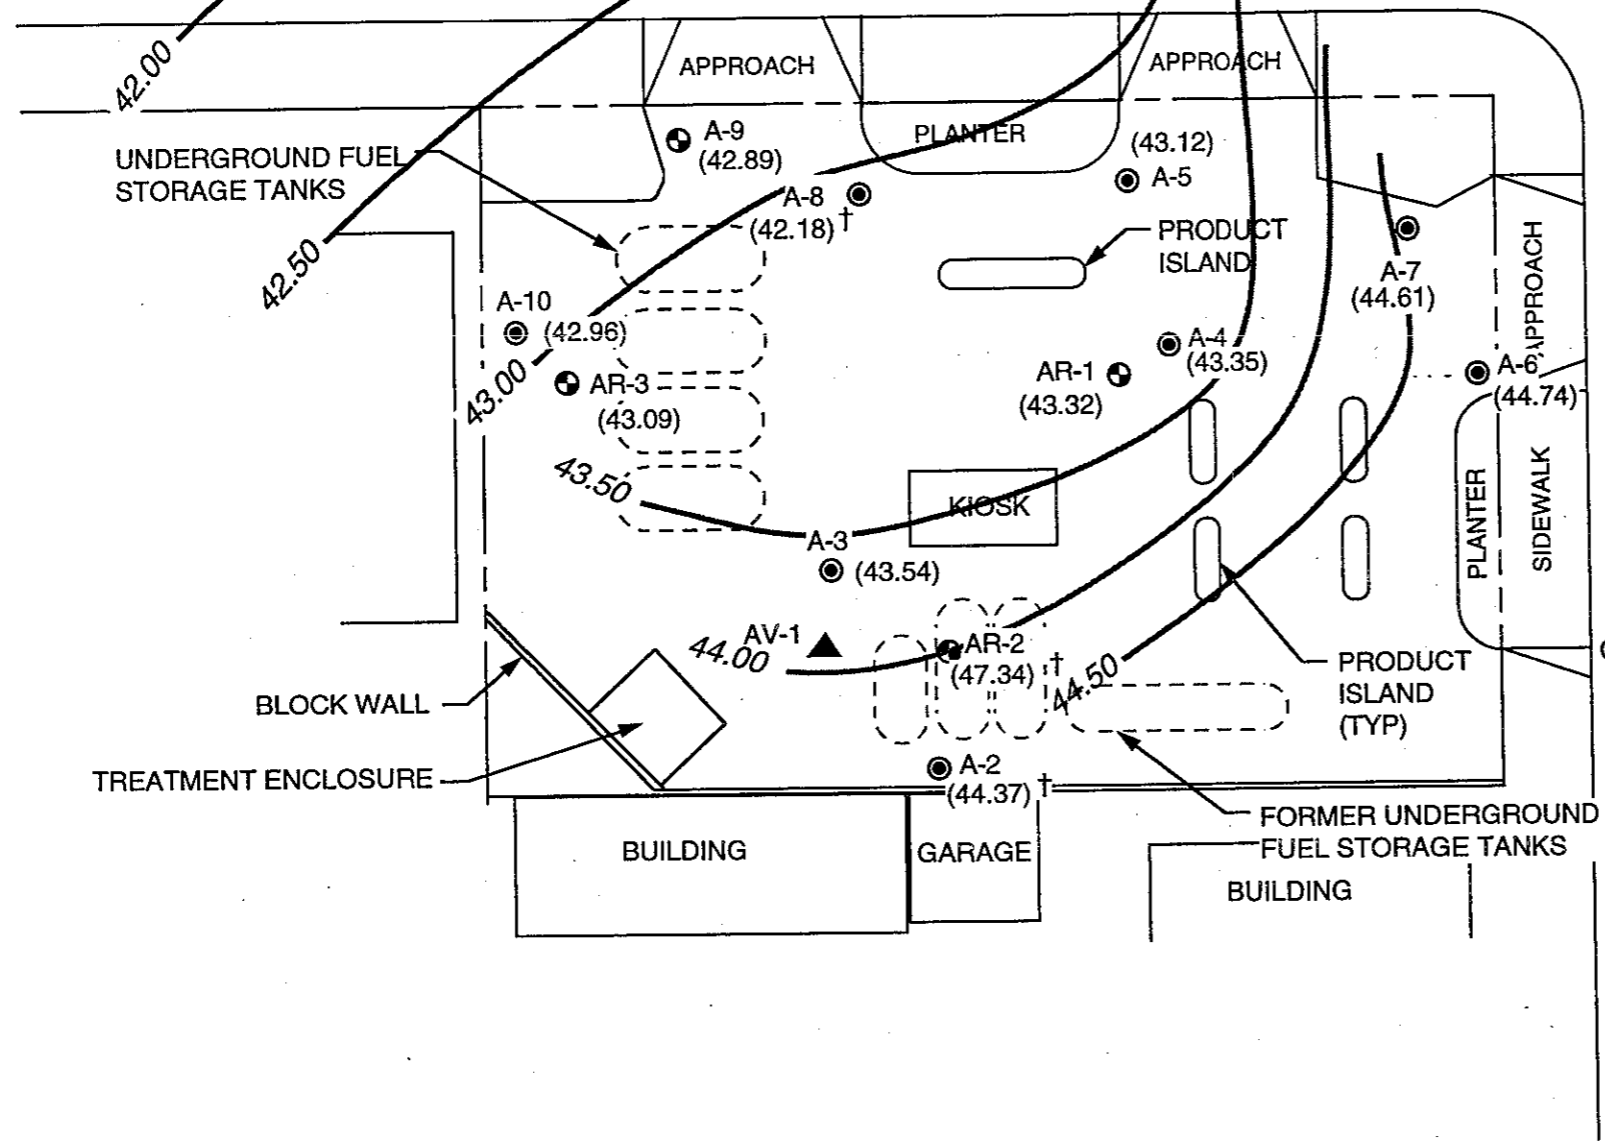 42.00
APPROACH
APPROACH
A-9
(42.89)
PLANTER
(43.12)
A-5
UNDERGROUND FUEL
STORAGE TANKS
A-8
(42.18)†
PRODUCT
ISLAND
42.50
A-7
(44.61)
APPROACH
A-10
(42.96)
43.00
AR-3
(43.09)
AR-1
(43.32)
A-4
(43.35)
A-6
(44.74)
43.50
KIOSK
A-3
(43.54)
PLANTER
SIDEWALK
AV-1
44.00
AR-2
(47.34)†
44.50
PRODUCT
ISLAND
(TYP)
BLOCK WALL
TREATMENT ENCLOSURE
A-2
(44.37)†
FORMER UNDERGROUND
FUEL STORAGE TANKS
BUILDING
GARAGE
BUILDING